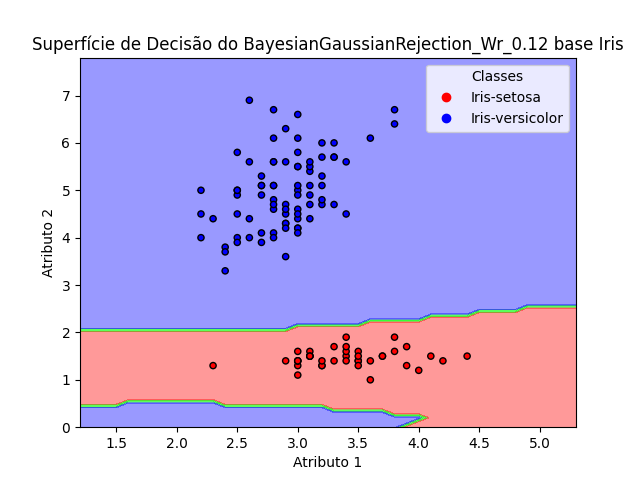 Superfície de Decisão do BayesianGaussianRejection_Wr_0.12 base Iris
Classes
Iris-setosa
Iris-versicolor
Atributo 2
7
6
5
4
3
2
1
0
1.5 2.0 2.5 3.0 3.5 4.0 4.5 5.0
Atributo 1